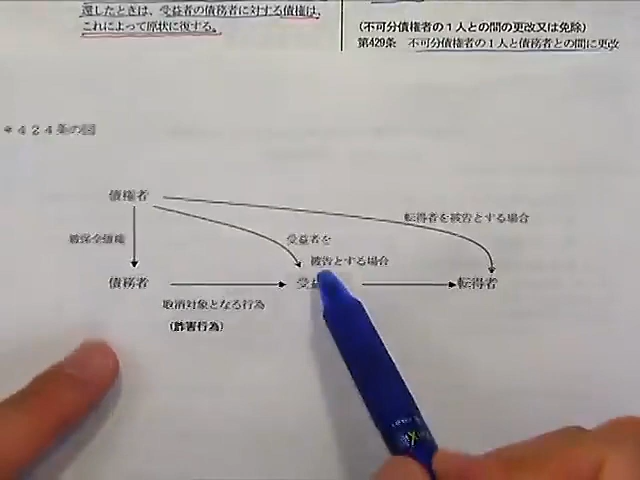 還したときは、受益者の債務者に対する債権は、
これによって原状に復する。
(不可分債権者の1人との間の更改又は免除)
第429条 不可分債権者の1人と債務者との間に更改
*424条の図
債権者
転得者を被告とする場合
被保全債権
受益者を
被告とする場合
債務者
受益
転得者
取消対象となる行為
(詐害行為)